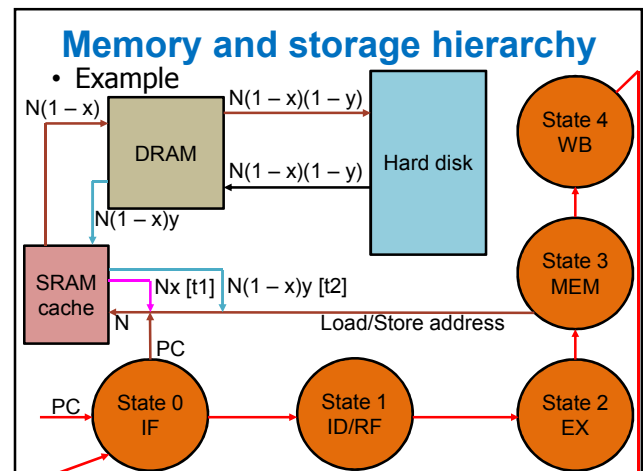 Memory and storage hierarchy
• Example
N(1 – x)
DRAM
N(1 – x)(1 – y)
N(1 – x)(1 – y)
Hard disk
State 4
WB
N(1 – x)y
SRAM
cache
Nx [t1]
N(1 – x)y [t2]
N
Load/Store address
State 3
MEM
PC
PC
State 0
IF
State 1
ID/RF
State 2
EX